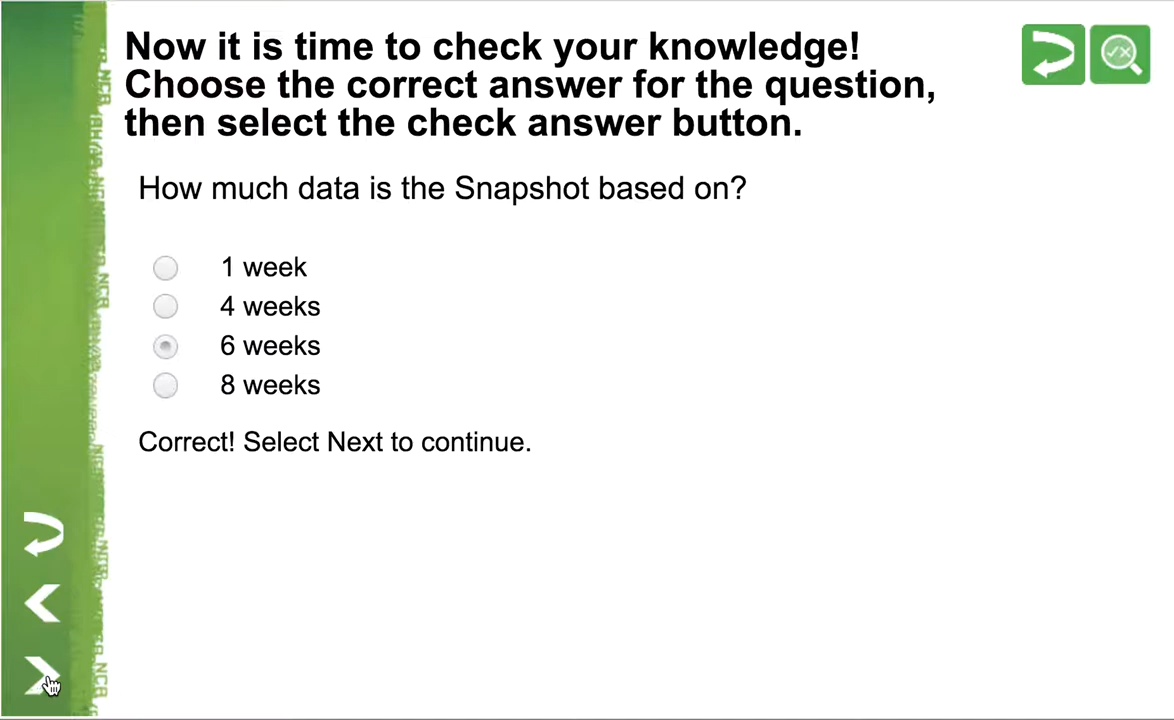 Now it is time to check your knowledge!
Choose the correct answer for the question,
then select the check answer button.
How much data is the Snapshot based on?
1 week
4 weeks
6 weeks
8 weeks
Correct! Select Next to continue.